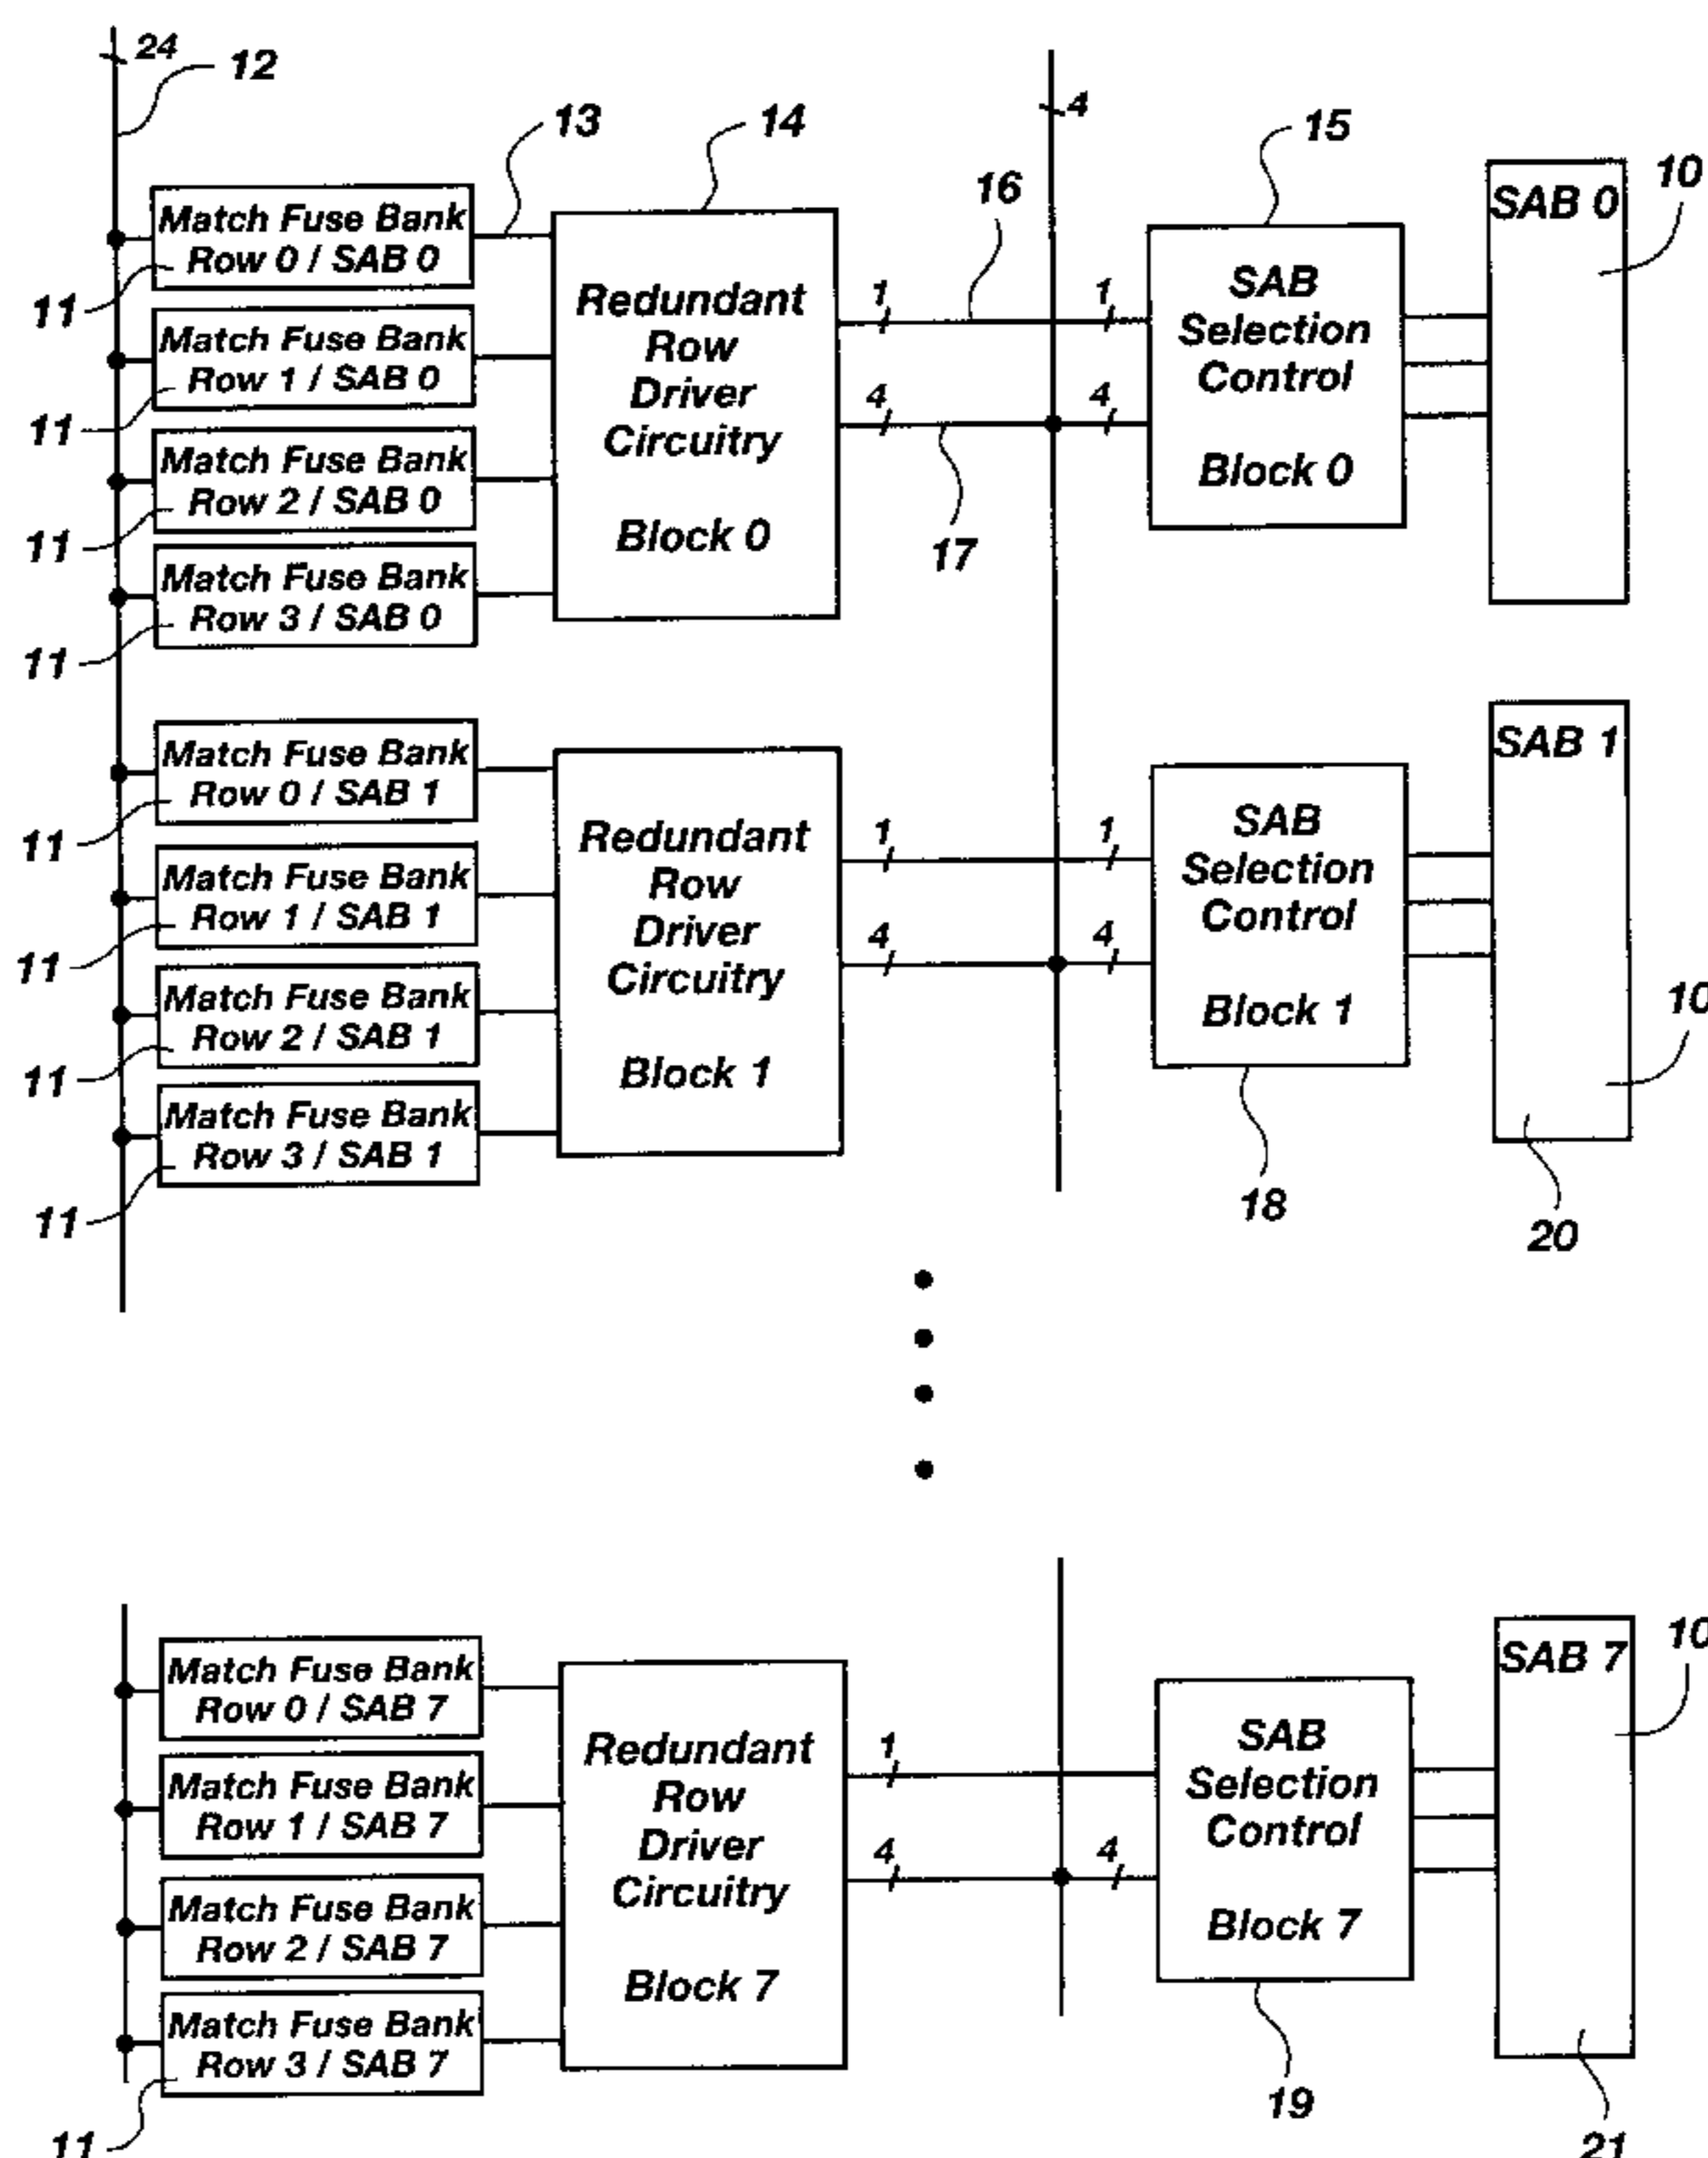 24
12
13
14
4
15
10
Match Fuse Bank
Row 0 / SAB 0
11
Match Fuse Bank
Row 1 / SAB 0
11
Match Fuse Bank
Row 2 / SAB 0
11
Match Fuse Bank
Row 3 / SAB 0
11
Redundant
Row
Driver
Circuitry
Block 0
1
16
1
4
4
17
SAB
Selection
Control
Block 0
SAB 0
Match Fuse Bank
Row 0 / SAB 1
11
Match Fuse Bank
Row 1 / SAB 1
11
Match Fuse Bank
Row 2 / SAB 1
11
Match Fuse Bank
Row 3 / SAB 1
11
Redundant
Row
Driver
Circuitry
Block 1
1
1
4
4
SAB
Selection
Control
Block 1
18
SAB 1
10
20
Match Fuse Bank
Row 0 / SAB 7
Match Fuse Bank
Row 1 / SAB 7
Match Fuse Bank
Row 2 / SAB 7
Match Fuse Bank
Row 3 / SAB 7
11
Redundant
Row
Driver
Circuitry
Block 7
1
4
4
SAB
Selection
Control
Block 7
19
SAB 7
10
21